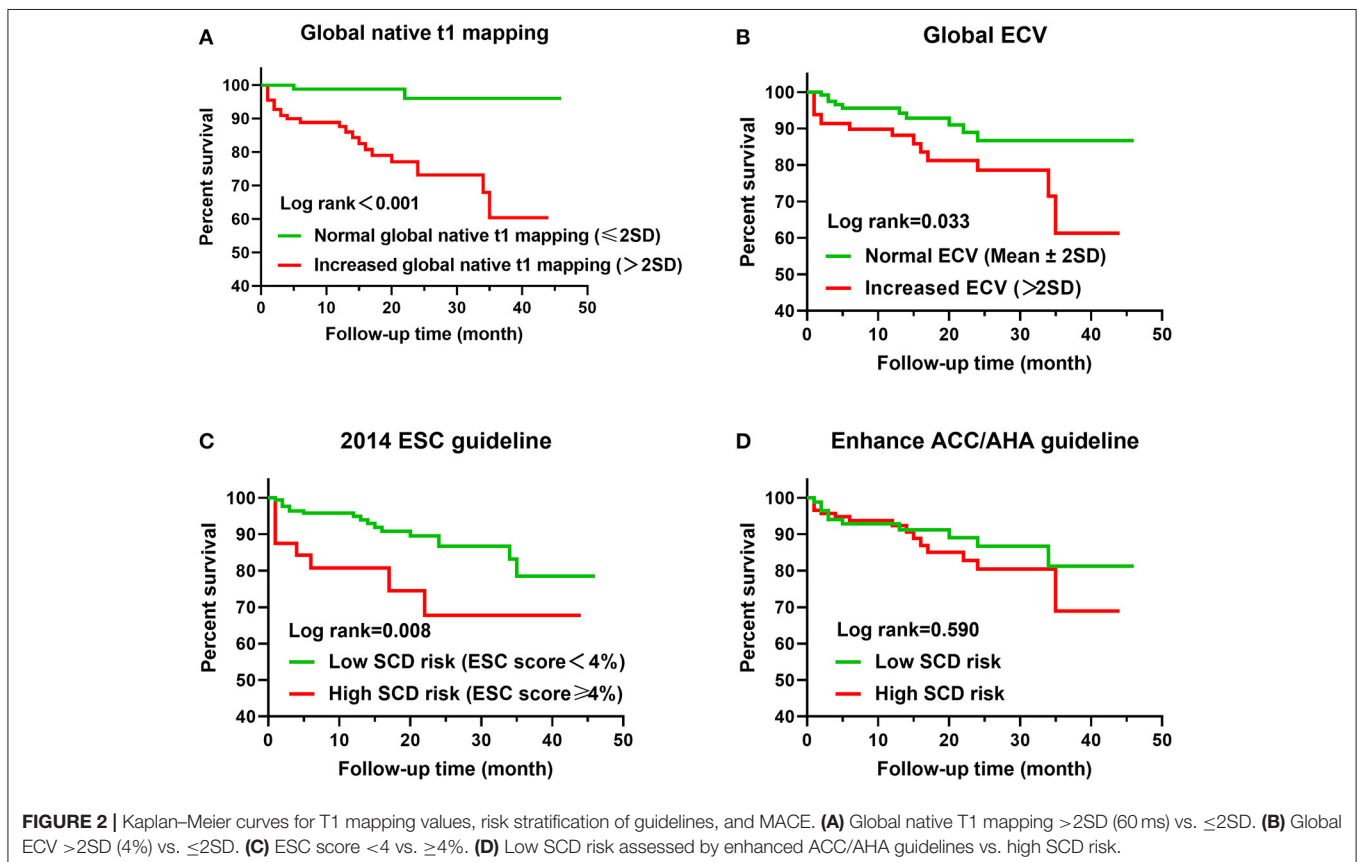 A
Global native t1 mapping
Percent survival
100
90
80
70
60
50
40
Log rank<0.001
Normal global native t1 mapping (≤2SD)
Increased global native t1 mapping (>2SD)
0 10 20 30 40 50
Follow-up time (month)
B
Global ECV
Percent survival
100
90
80
70
60
50
40
Log rank=0.033
Normal ECV (Mean ± 2SD)
Increased ECV (>2SD)
0 10 20 30 40 50
Follow-up time (month)
C
2014 ESC guideline
Percent survival
100
90
80
70
60
50
40
Log rank=0.008
Low SCD risk (ESC score<4%)
High SCD risk (ESC score≥4%)
0 10 20 30 40 50
Follow-up time (month)
D
Enhance ACC/AHA guideline
Percent survival
100
90
80
70
60
50
40
Log rank=0.590
Low SCD risk
High SCD risk
0 10 20 30 40 50
Follow-up time (month)
FIGURE 2 | Kaplan–Meier curves for T1 mapping values, risk stratification of guidelines, and MACE. (A) Global native T1 mapping >2SD (60 ms) vs. ≤2SD. (B) Global
ECV >2SD (4%) vs. ≤2SD. (C) ESC score <4 vs. ≥4%. (D) Low SCD risk assessed by enhanced ACC/AHA guidelines vs. high SCD risk.